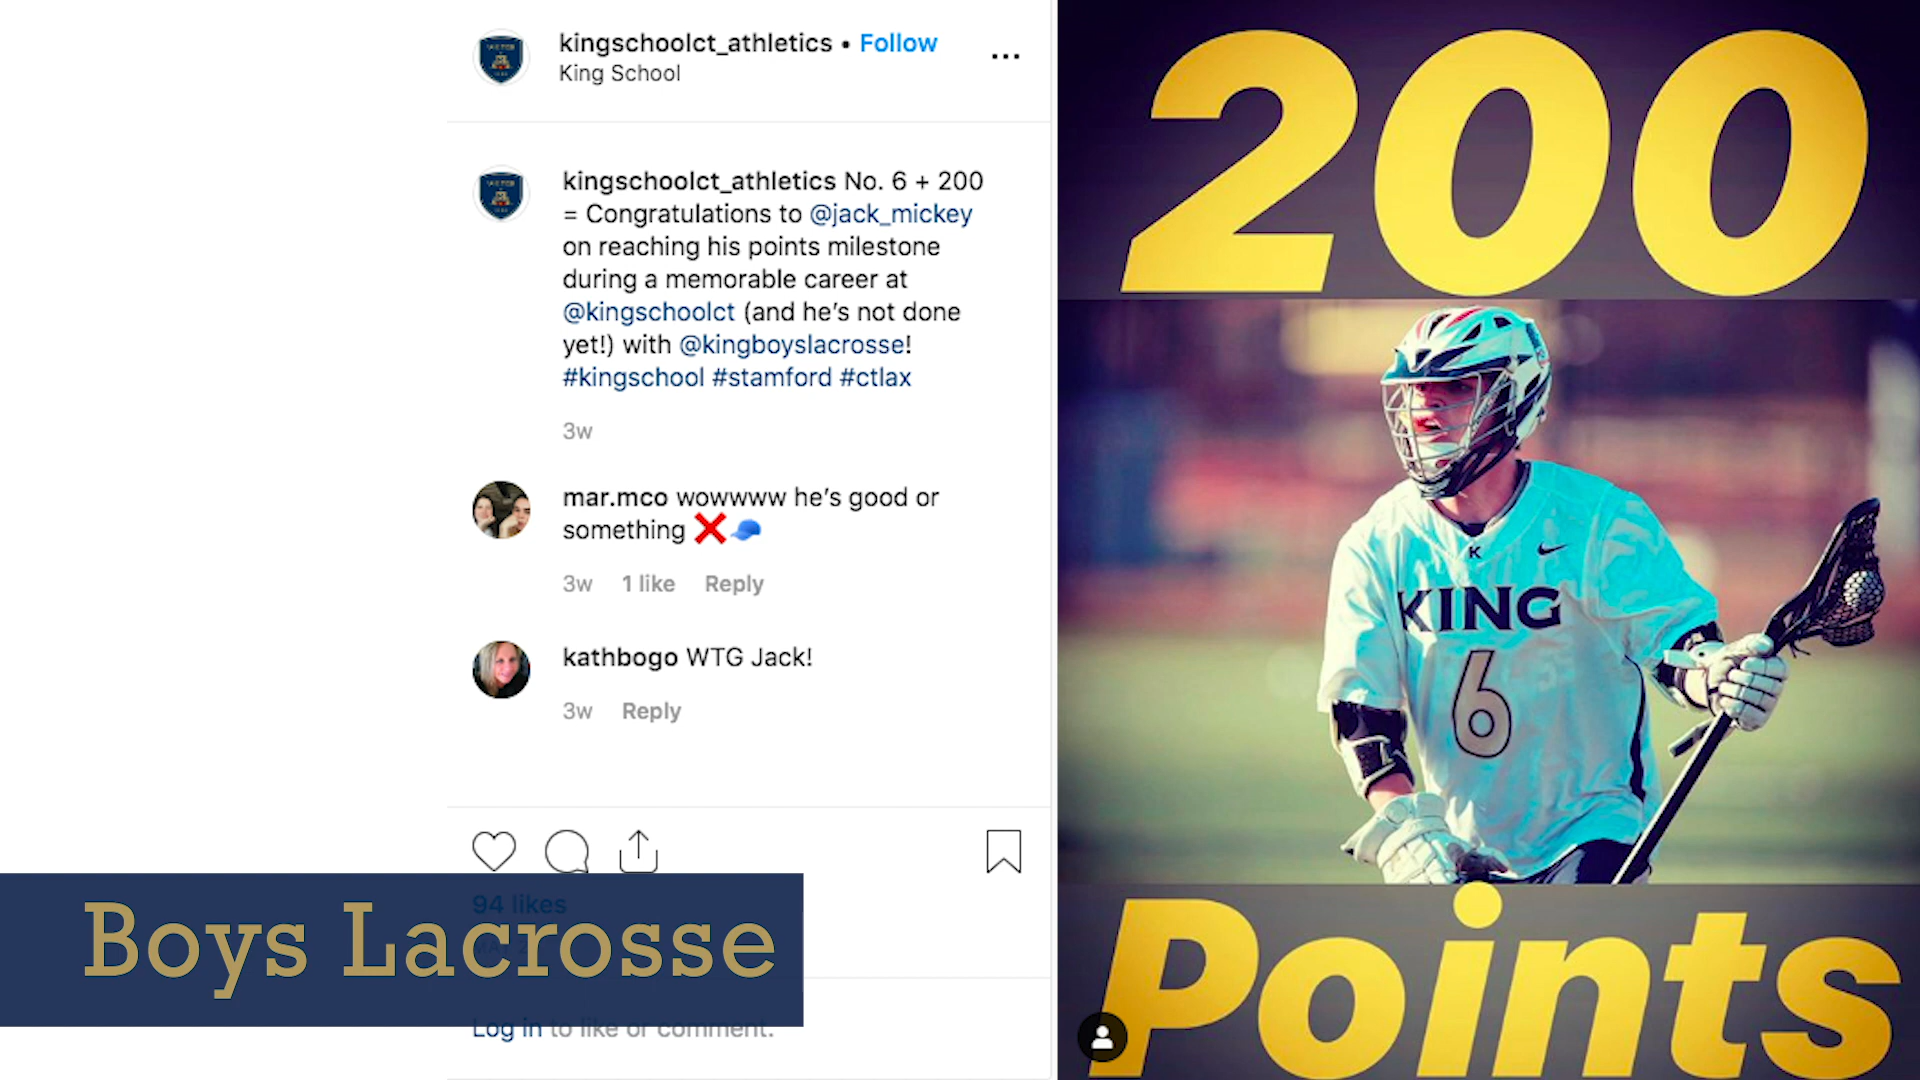 kingschoolct_athletics • Follow
King School
kingschoolct_athletics No. 6 + 200
= Congratulations to @jack_mickey
on reaching his points milestone
during a memorable career at
@kingschoolct (and he's not done
yet!) with @kingboyslacrosse!
#kingschool #stamford #ctlax
3w
mar.mco wowwww he's good or
something ❌🧢
3w 1 like Reply
kathbogo WTG Jack!
3w Reply
94 likes
Boys Lacrosse
Log in to like or comment.
200
K
KING
6
Points